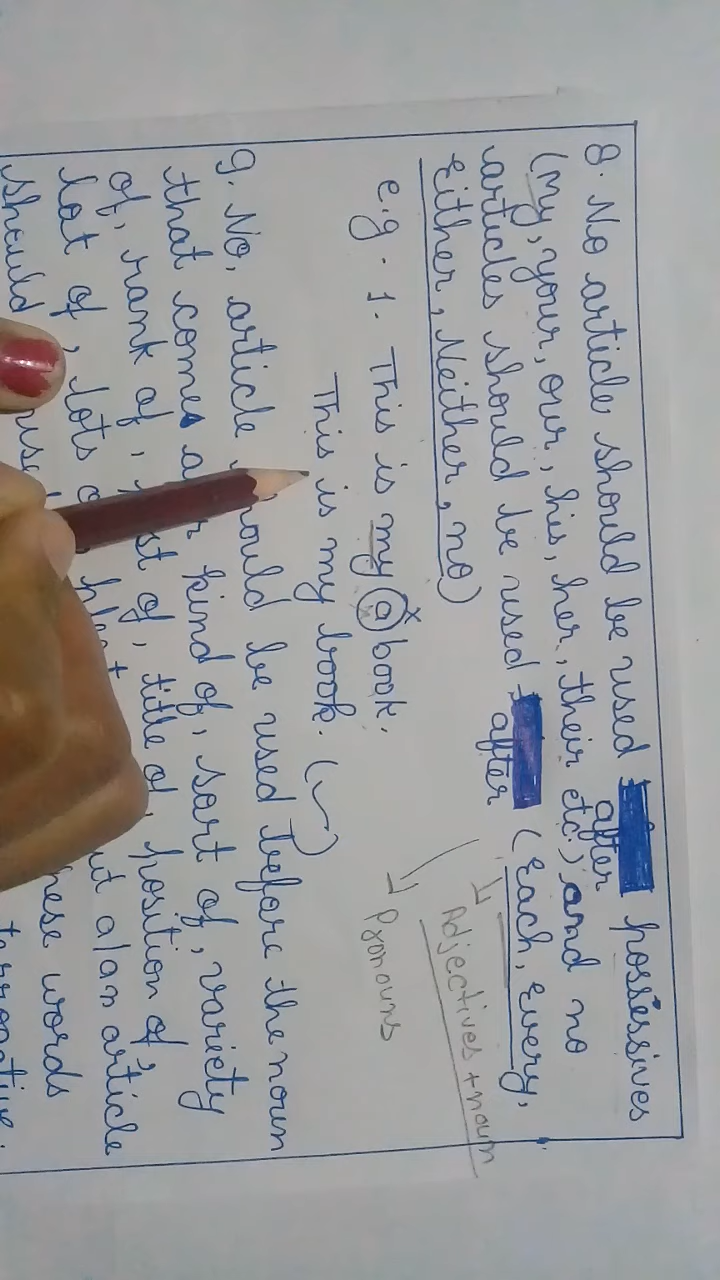 8. No article should be used after possessives
(My, your, our, his, her, their etc) and no
articles should be used after (Each, Every,
Either, Neither, no)
Adjectives + noun
Pronouns
e.g. 1. This is my a book.
This is my book.
9. No, article should be used before the noun
that comes kind of, sort of, variety
of, rank of, of, title of, position of,
lot of, lots a/an article
should words